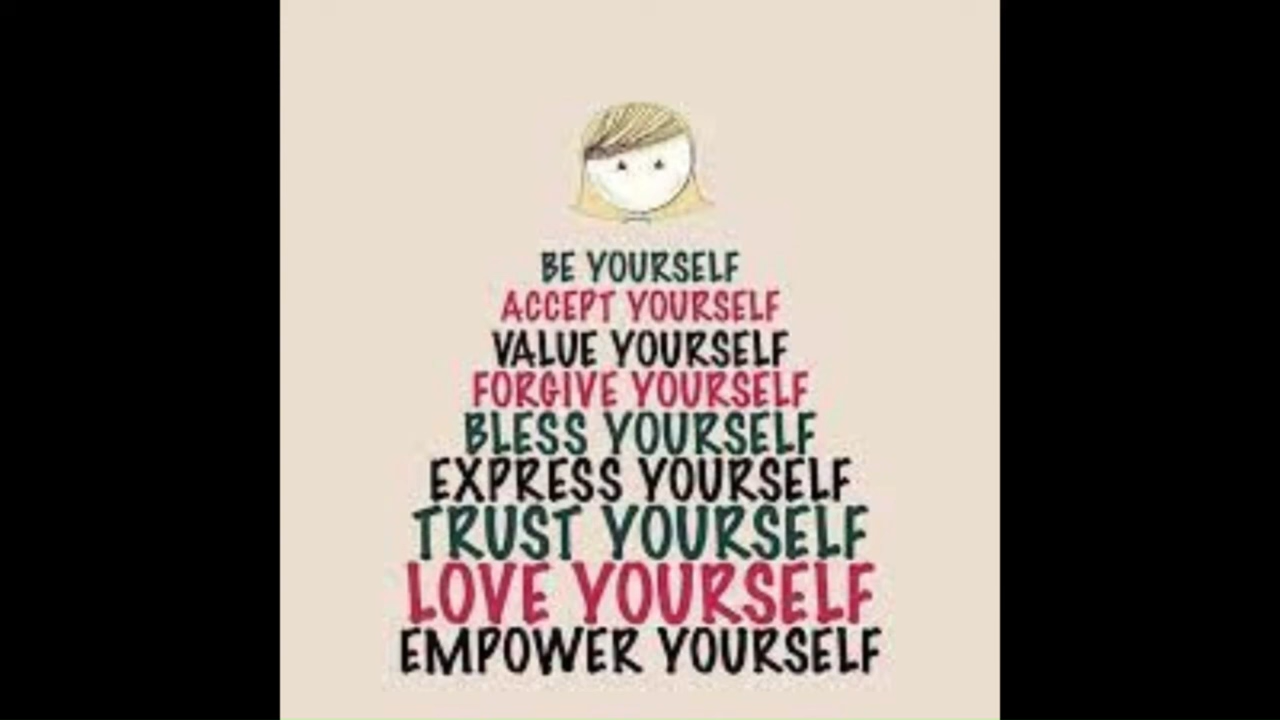 BE YOURSELF
ACCEPT YOURSELF
VALUE YOURSELF
FORGIVE YOURSELF
BLESS YOURSELF
EXPRESS YOURSELF
TRUST YOURSELF
LOVE YOURSELF
EMPOWER YOURSELF